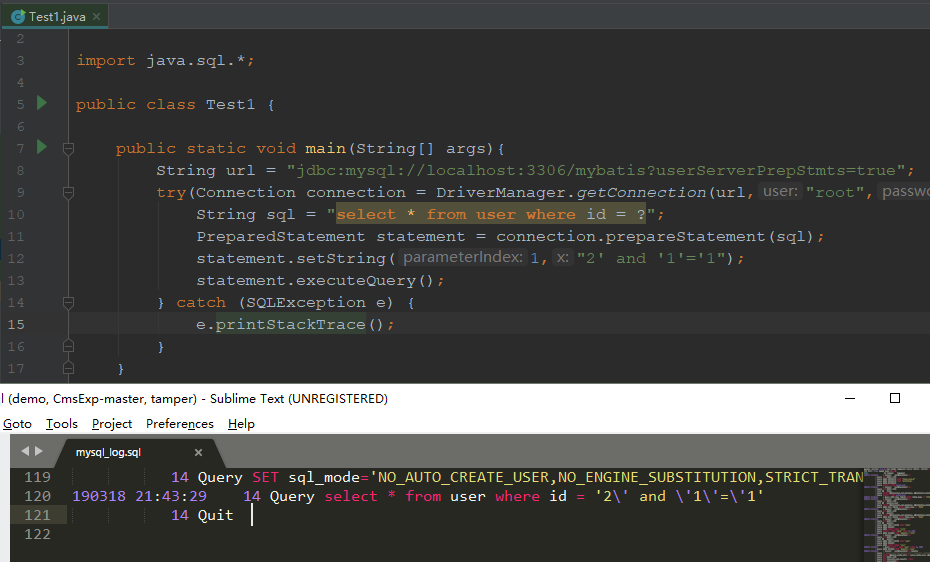 Test1.java
2
3 import java.sql.*;
4
5 public class Test1 {
6
7 public static void main(String[] args){
8 String url = "jdbc:mysql://localhost:3306/mybatis?userServerPrepStmts=true";
9 try(Connection connection = DriverManager.getConnection(url, user: "root",
10 String sql = "select * from user where id = ?";
11 PreparedStatement statement = connection.prepareStatement(sql);
12 statement.setString( parameterIndex: 1, x: "2' and '1'='1");
13 statement.executeQuery();
14 } catch (SQLException e) {
15 e.printStackTrace();
16 }
17 }
l (demo, CmsExp-master, tamper) - Sublime Text (UNREGISTERED)
Goto Tools Project Preferences Help
mysql_log.sql
119 14 Query SET sql_mode='NO_AUTO_CREATE_USER,NO_ENGINE_SUBSTITUTION,STRICT_TRAN
120 190318 21:43:29 14 Query select * from user where id = '2\' and \'1\'=\'1'
121 14 Quit
122